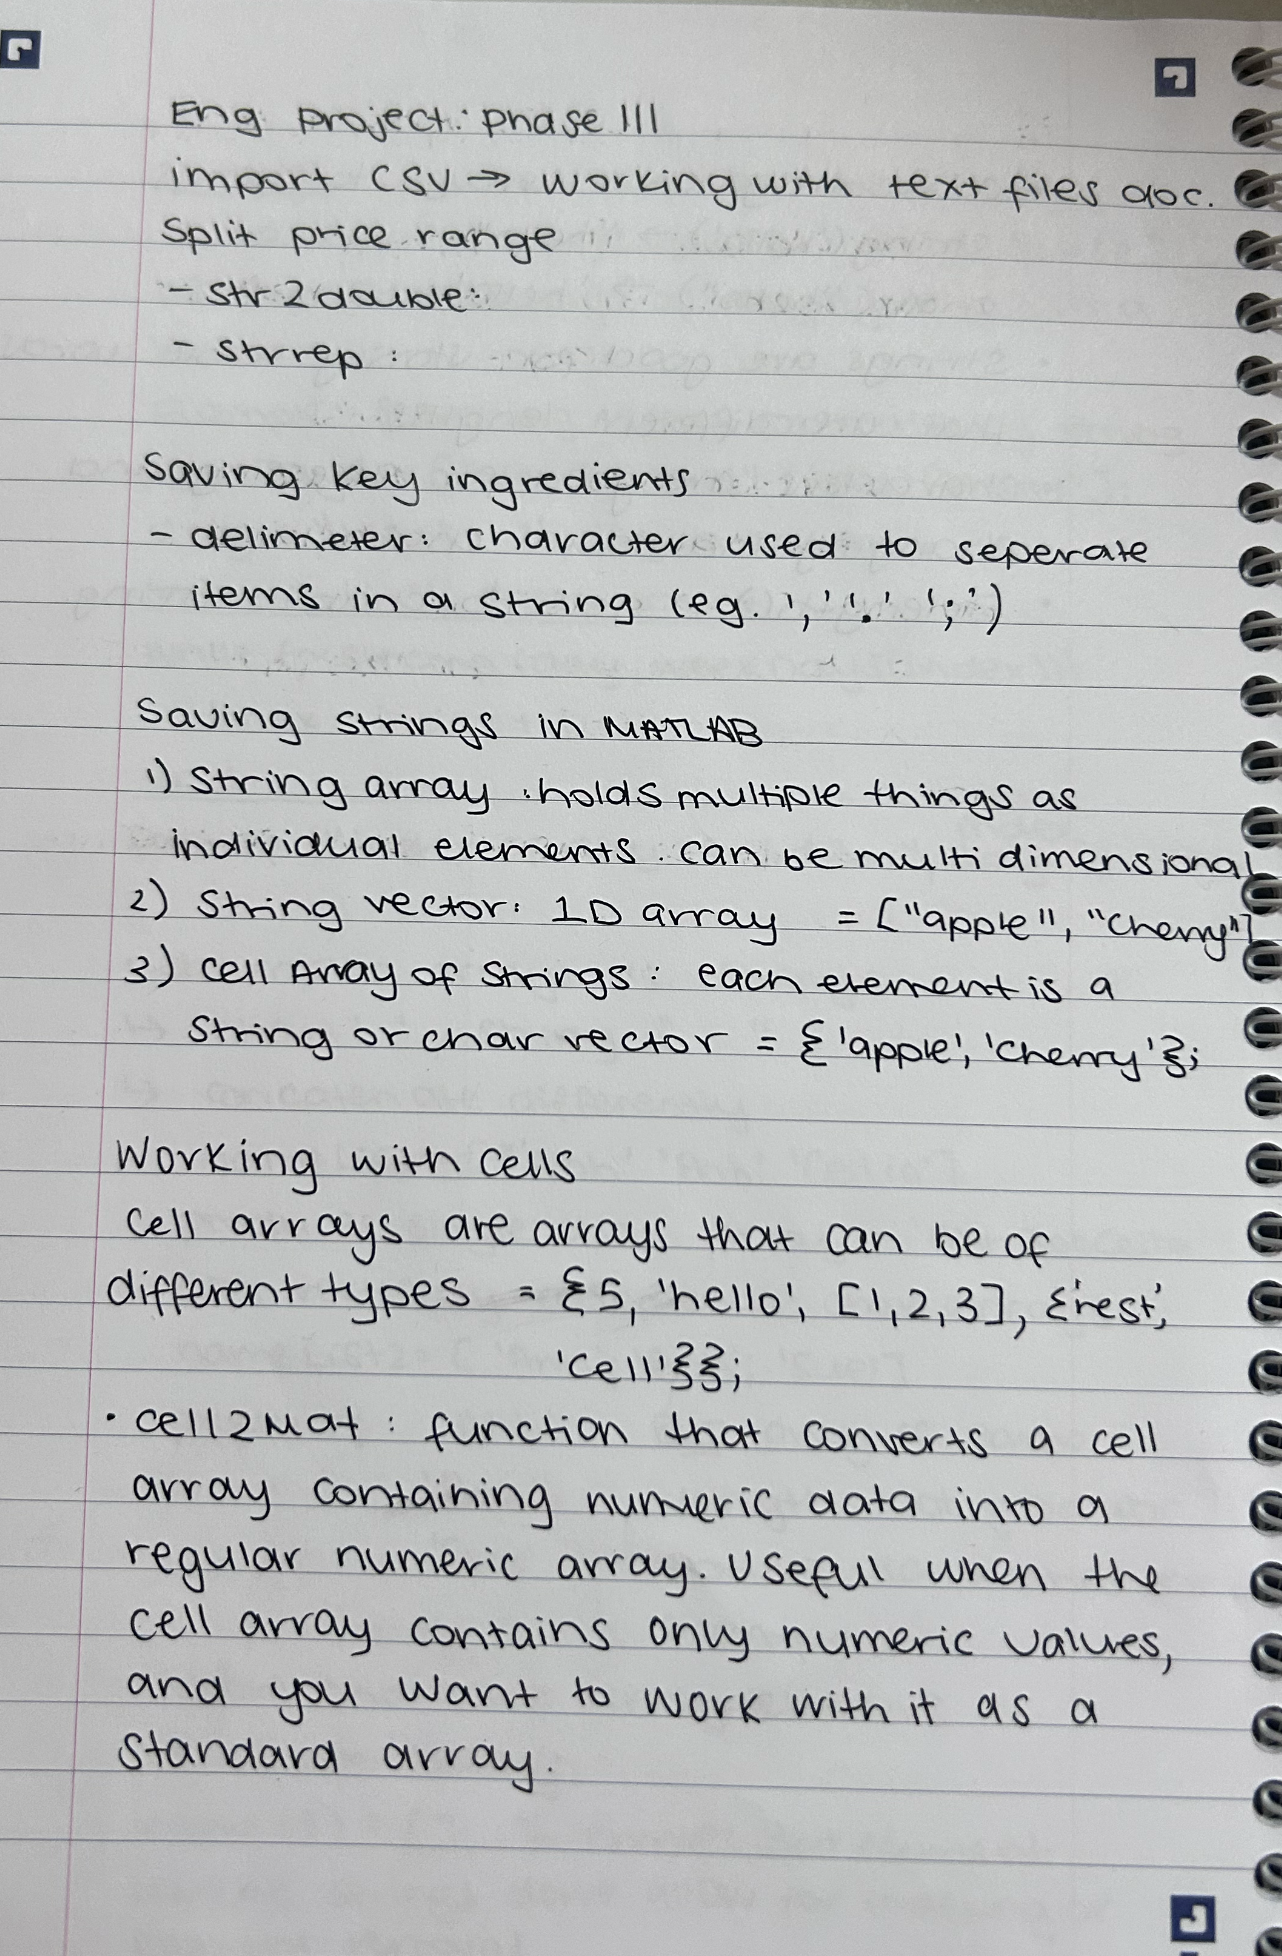 Eng project: phase III
import CSV → working with text files doc.
Split price range
- str2double:
- strrep :
Saving key ingredients
- delimeter: character used to seperate
items in a string (eg. ',' '.' ';')
Saving strings in MATLAB
1) String array : holds multiple things as
individual elements. can be multi dimensional
2) String vector: 1D array = ["apple", "cherry"]
3) Cell Array of Strings : each element is a
string or char vector = {'apple', 'cherry'};
Working with cells
Cell arrays are arrays that can be of
different types = {5, 'hello', [1,2,3], {'rest',
'cell'}};
• cell2Mat : function that converts a cell
array containing numeric data into a
regular numeric array. Useful when the
cell array contains only numeric values,
and you want to work with it as a
standard array.